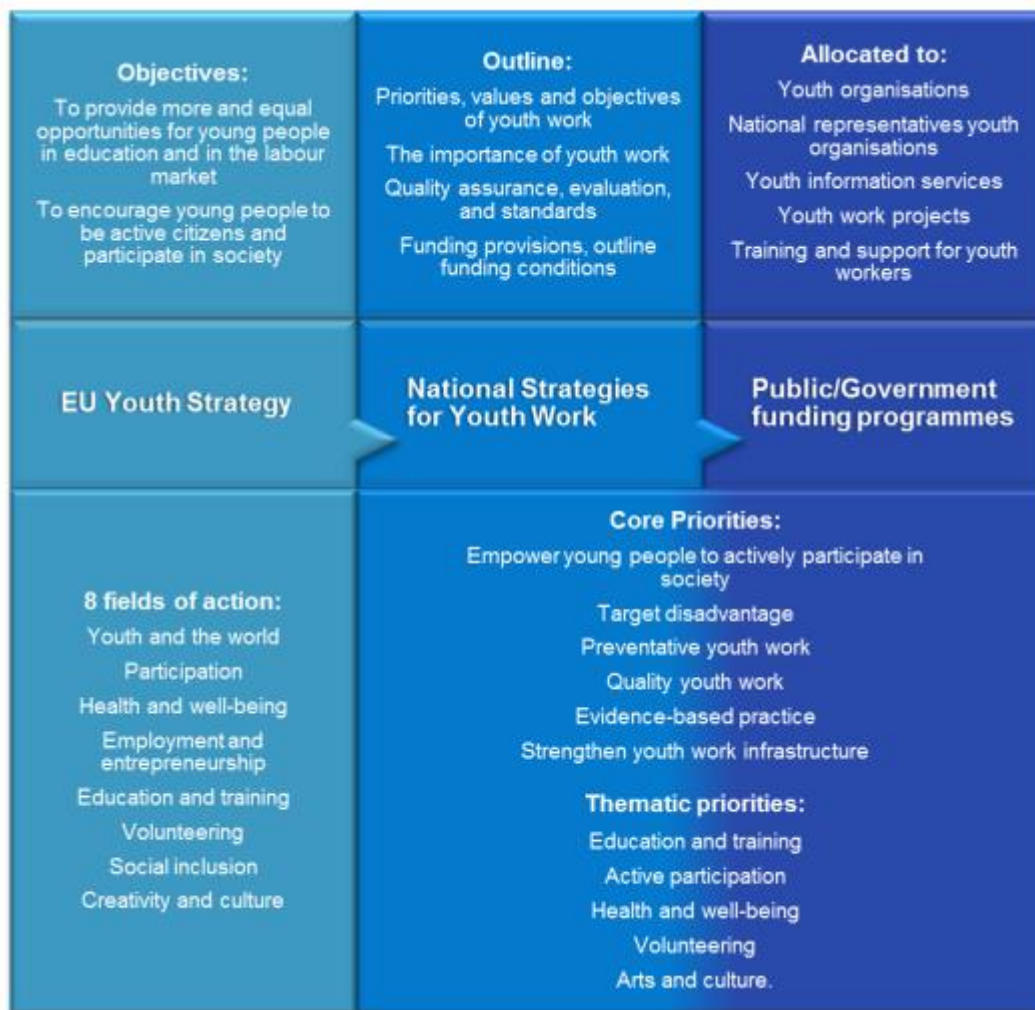 Objectives:
To provide more and equal
opportunities for young people
in education and in the labour
market
To encourage young people to
be active citizens and
participate in society
Outline:
Priorities, values and objectives
of youth work
The importance of youth work
Quality assurance, evaluation,
and standards
Funding provisions, outline
funding conditions
Allocated to:
Youth organisations
National representatives youth
organisations
Youth information services
Youth work projects
Training and support for youth
workers
EU Youth Strategy
National Strategies
for Youth Work
Public/Government
funding programmes
8 fields of action:
Youth and the world
Participation
Health and well-being
Employment and
entrepreneurship
Education and training
Volunteering
Social inclusion
Creativity and culture
Core Priorities:
Empower young people to actively participate in
society
Target disadvantage
Preventative youth work
Quality youth work
Evidence-based practice
Strengthen youth work infrastructure
Thematic priorities:
Education and training
Active participation
Health and well-being
Volunteering
Arts and culture.